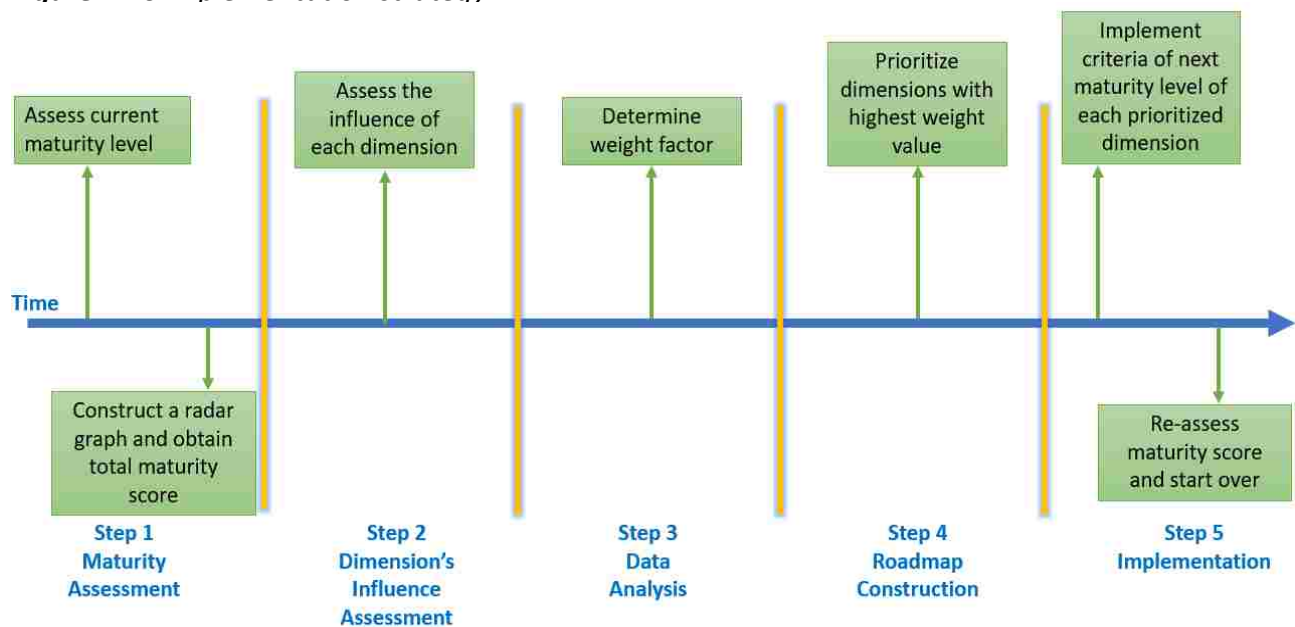 Assess current
maturity level
Assess the
influence of
each dimension
Determine
weight factor
Prioritize
dimensions with
highest weight
value
Implement
criteria of next
maturity level of
each prioritized
dimension
Time
Construct a radar
graph and obtain
total maturity
score
Re-assess
maturity score
and start over
Step 1
Maturity
Assessment
Step 2
Dimension's
Influence
Assessment
Step 3
Data
Analysis
Step 4
Roadmap
Construction
Step 5
Implementation